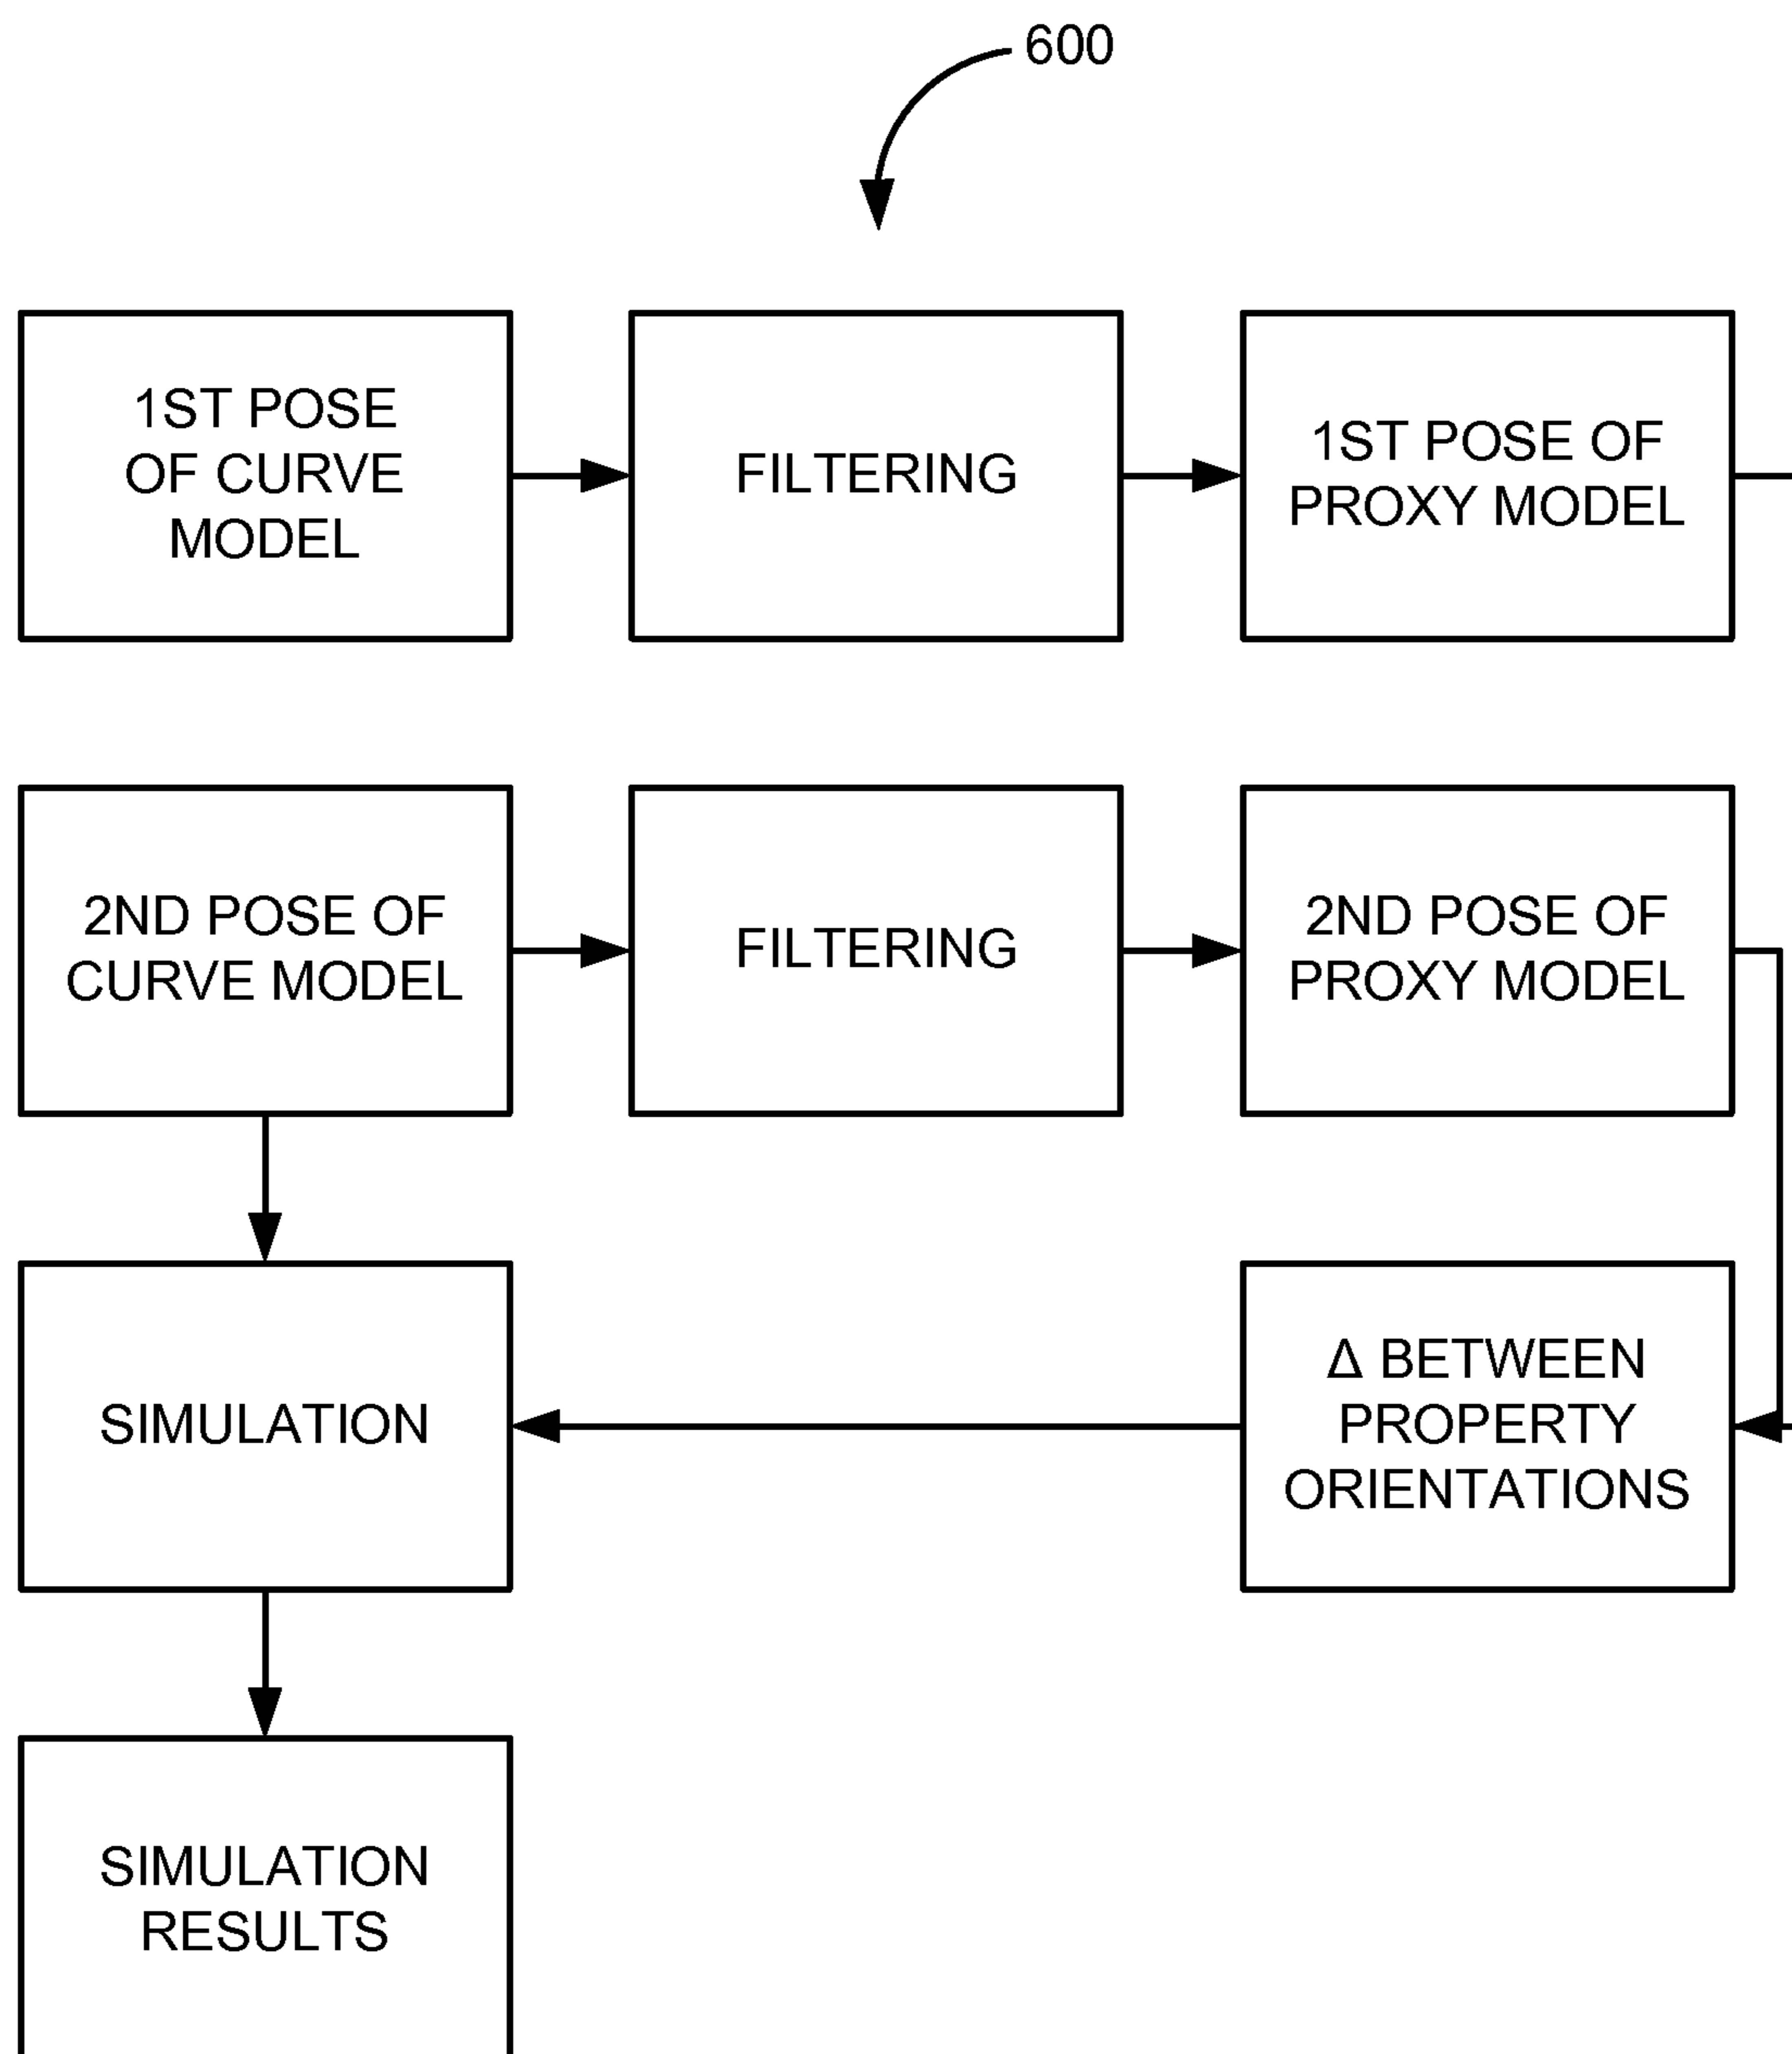 600
1ST POSE
OF CURVE
MODEL
FILTERING
1ST POSE OF
PROXY MODEL
2ND POSE OF
CURVE MODEL
FILTERING
2ND POSE OF
PROXY MODEL
SIMULATION
Δ BETWEEN
PROPERTY
ORIENTATIONS
SIMULATION
RESULTS